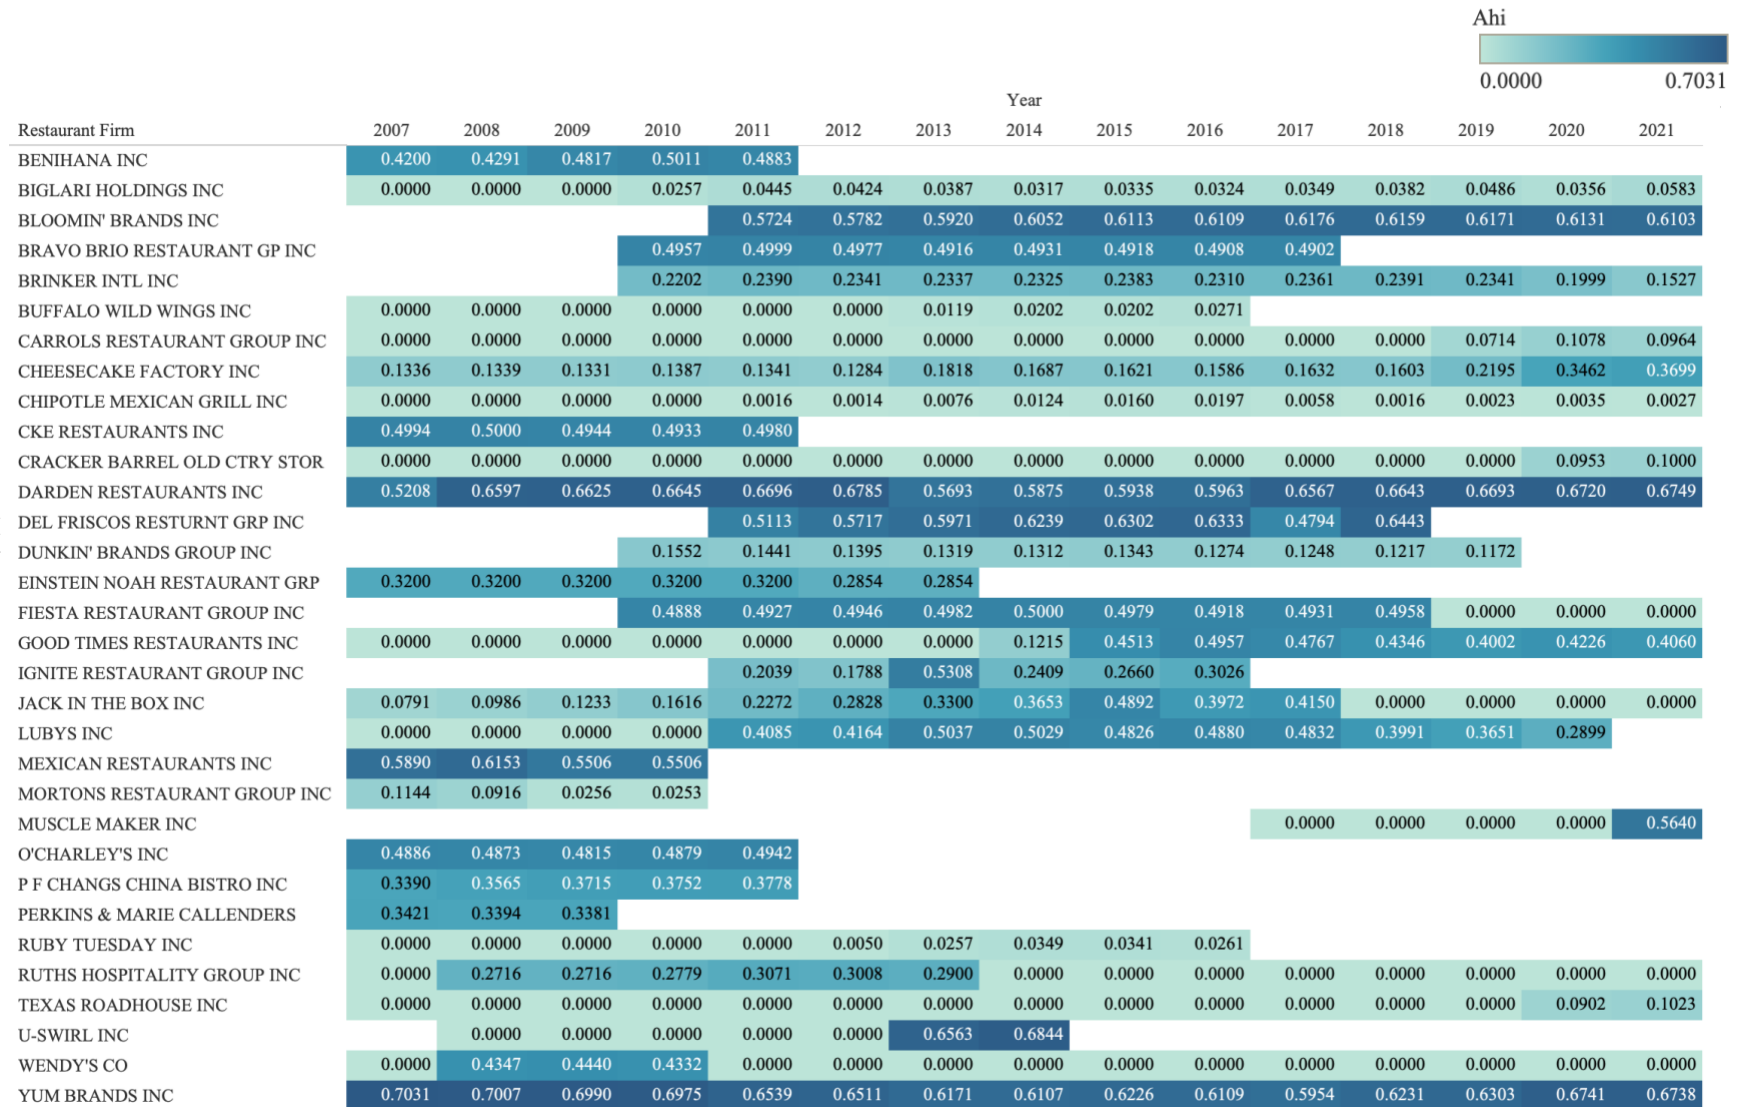 Ahi
0.0000 0.7031
Year
Restaurant Firm 2007 2008 2009 2010 2011 2012 2013 2014 2015 2016 2017 2018 2019 2020 2021
BENIHANA INC 0.4200 0.4291 0.4817 0.5011 0.4883
BIGLARI HOLDINGS INC 0.0000 0.0000 0.0000 0.0257 0.0445 0.0424 0.0387 0.0317 0.0335 0.0324 0.0349 0.0382 0.0486 0.0356 0.0583
BLOOMIN' BRANDS INC 0.5724 0.5782 0.5920 0.6052 0.6113 0.6109 0.6176 0.6159 0.6171 0.6131 0.6103
BRAVO BRIO RESTAURANT GP INC 0.4957 0.4999 0.4977 0.4916 0.4931 0.4918 0.4908 0.4902
BRINKER INTL INC 0.2202 0.2390 0.2341 0.2337 0.2325 0.2383 0.2310 0.2361 0.2391 0.2341 0.1999 0.1527
BUFFALO WILD WINGS INC 0.0000 0.0000 0.0000 0.0000 0.0000 0.0000 0.0119 0.0202 0.0202 0.0271
CARROLS RESTAURANT GROUP INC 0.0000 0.0000 0.0000 0.0000 0.0000 0.0000 0.0000 0.0000 0.0000 0.0000 0.0000 0.0000 0.0714 0.1078 0.0964
CHEESECAKE FACTORY INC 0.1336 0.1339 0.1331 0.1387 0.1341 0.1284 0.1818 0.1687 0.1621 0.1586 0.1632 0.1603 0.2195 0.3462 0.3699
CHIPOTLE MEXICAN GRILL INC 0.0000 0.0000 0.0000 0.0000 0.0016 0.0014 0.0076 0.0124 0.0160 0.0197 0.0058 0.0016 0.0023 0.0035 0.0027
CKE RESTAURANTS INC 0.4994 0.5000 0.4944 0.4933 0.4980
CRACKER BARREL OLD CTRY STOR 0.0000 0.0000 0.0000 0.0000 0.0000 0.0000 0.0000 0.0000 0.0000 0.0000 0.0000 0.0000 0.0000 0.0953 0.1000
DARDEN RESTAURANTS INC 0.5208 0.6597 0.6625 0.6645 0.6696 0.6785 0.5693 0.5875 0.5938 0.5963 0.6567 0.6643 0.6693 0.6720 0.6749
DEL FRISCOS RESTURNT GRP INC 0.5113 0.5717 0.5971 0.6239 0.6302 0.6333 0.4794 0.6443
DUNKIN' BRANDS GROUP INC 0.1552 0.1441 0.1395 0.1319 0.1312 0.1343 0.1274 0.1248 0.1217 0.1172
EINSTEIN NOAH RESTAURANT GRP 0.3200 0.3200 0.3200 0.3200 0.3200 0.2854 0.2854
FIESTA RESTAURANT GROUP INC 0.4888 0.4927 0.4946 0.4982 0.5000 0.4979 0.4918 0.4931 0.4958 0.0000 0.0000 0.0000
GOOD TIMES RESTAURANTS INC 0.0000 0.0000 0.0000 0.0000 0.0000 0.0000 0.0000 0.1215 0.4513 0.4957 0.4767 0.4346 0.4002 0.4226 0.4060
IGNITE RESTAURANT GROUP INC 0.2039 0.1788 0.5308 0.2409 0.2660 0.3026
JACK IN THE BOX INC 0.0791 0.0986 0.1233 0.1616 0.2272 0.2828 0.3300 0.3653 0.4892 0.3972 0.4150 0.0000 0.0000 0.0000 0.0000
LUBYS INC 0.0000 0.0000 0.0000 0.0000 0.4085 0.4164 0.5037 0.5029 0.4826 0.4880 0.4832 0.3991 0.3651 0.2899
MEXICAN RESTAURANTS INC 0.5890 0.6153 0.5506 0.5506
MORTONS RESTAURANT GROUP INC 0.1144 0.0916 0.0256 0.0253
MUSCLE MAKER INC 0.0000 0.0000 0.0000 0.0000 0.5640
O'CHARLEY'S INC 0.4886 0.4873 0.4815 0.4879 0.4942
P F CHANGS CHINA BISTRO INC 0.3390 0.3565 0.3715 0.3752 0.3778
PERKINS & MARIE CALLENDERS 0.3421 0.3394 0.3381
RUBY TUESDAY INC 0.0000 0.0000 0.0000 0.0000 0.0000 0.0050 0.0257 0.0349 0.0341 0.0261
RUTHS HOSPITALITY GROUP INC 0.0000 0.2716 0.2716 0.2779 0.3071 0.3008 0.2900 0.0000 0.0000 0.0000 0.0000 0.0000 0.0000 0.0000 0.0000
TEXAS ROADHOUSE INC 0.0000 0.0000 0.0000 0.0000 0.0000 0.0000 0.0000 0.0000 0.0000 0.0000 0.0000 0.0000 0.0000 0.0902 0.1023
U-SWIRL INC 0.0000 0.0000 0.0000 0.0000 0.0000 0.6563 0.6844
WENDY'S CO 0.0000 0.4347 0.4440 0.4332 0.0000 0.0000 0.0000 0.0000 0.0000 0.0000 0.0000 0.0000 0.0000 0.0000 0.0000
YUM BRANDS INC 0.7031 0.7007 0.6990 0.6975 0.6539 0.6511 0.6171 0.6107 0.6226 0.6109 0.5954 0.6231 0.6303 0.6741 0.6738